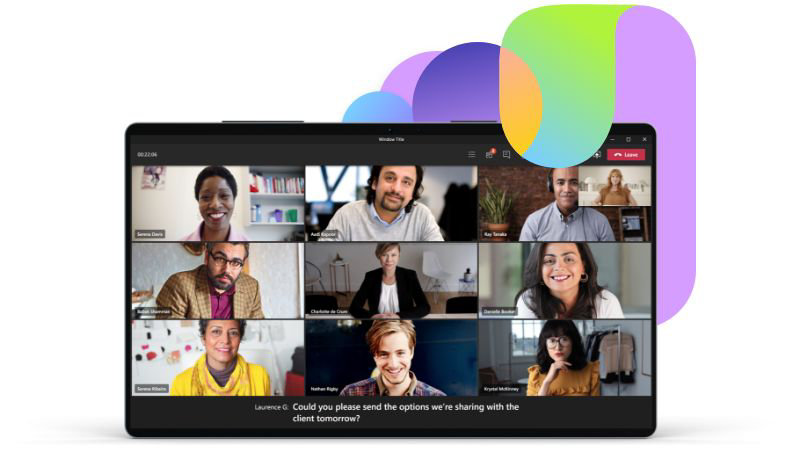 Window Title
00:22:06
Leave
Serena Davis
Aadi Kapoor
Ray Tanaka
Babak Shammas
Charlotte de Crum
Danielle Booker
Serena Ribeiro
Nathan Rigby
Krystal McKinney
Laurence G: Could you please send the options we're sharing with the
client tomorrow?